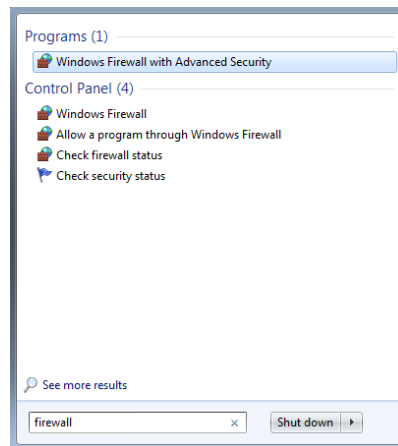 Programs (1)
Windows Firewall with Advanced Security
Control Panel (4)
Windows Firewall
Allow a program through Windows Firewall
Check firewall status
Check security status
See more results
firewall
Shut down